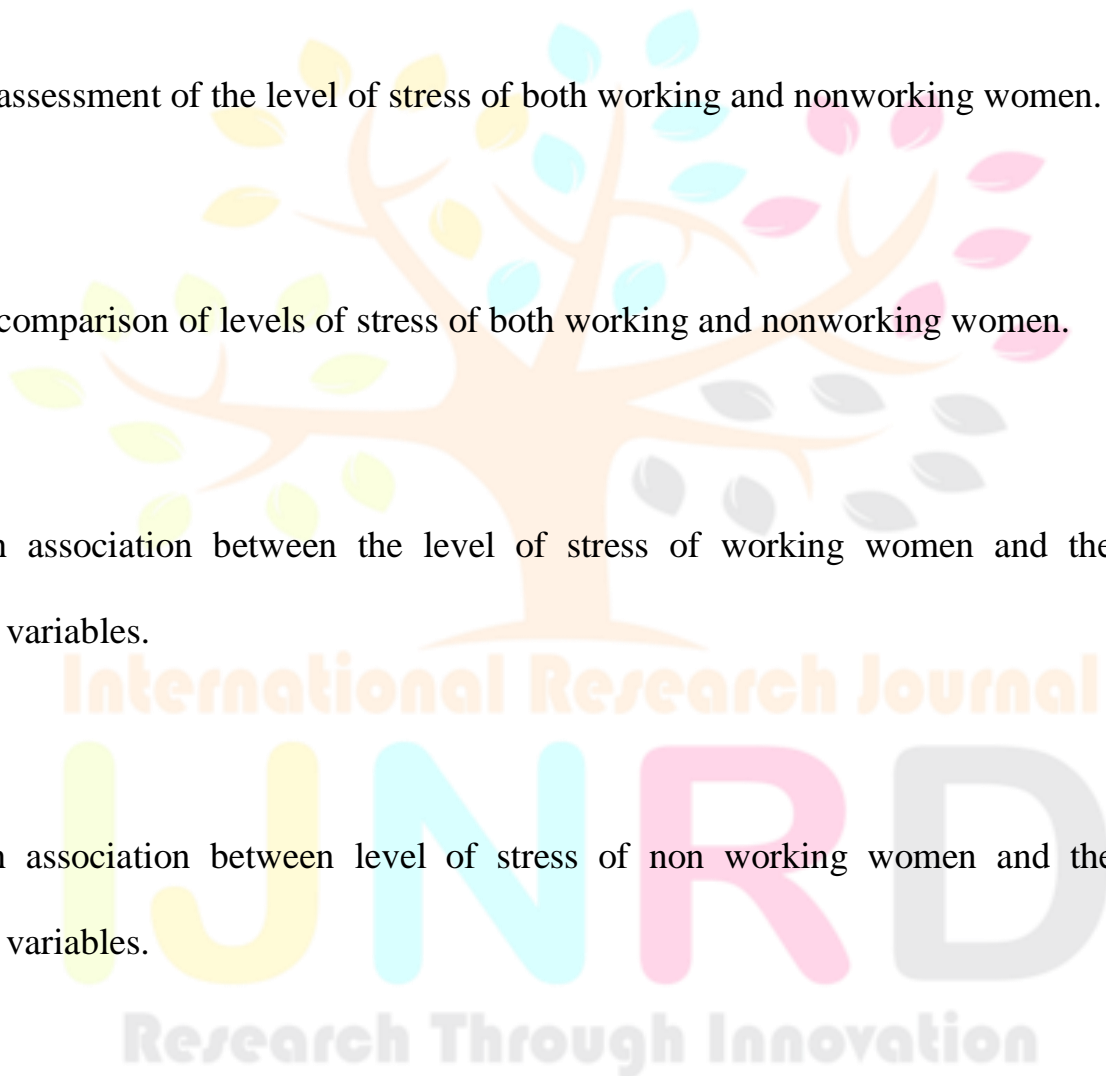 assessment of the level of stress of both working and nonworking women.
comparison of levels of stress of both working and nonworking women.
association between the level of stress of working women and the
variables.
International Research Journal
association between level of stress of non working women and the
variables.
IJNRD
Research Through Innovation